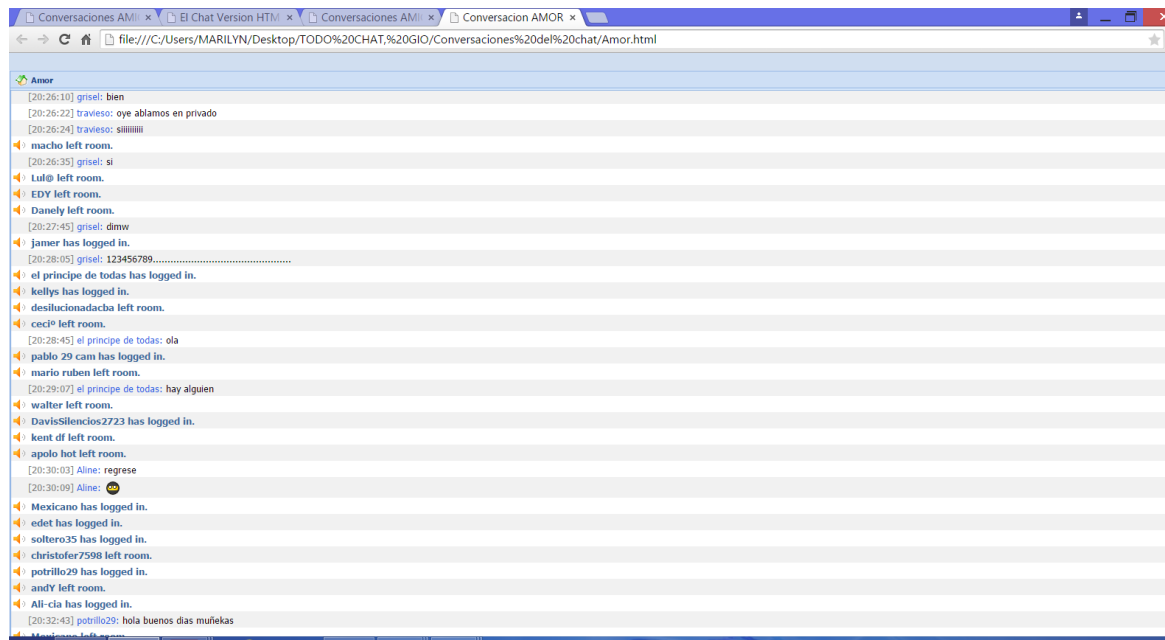 Conversaciones AMI
El Chat Version HTM
Conversaciones AMI
Conversacion AMOR
file:///C:/Users/MARILYN/Desktop/TODO%20CHAT,%20GIO/Conversaciones%20del%20chat/Amor.html
Amor
[20:26:10] grisel: bien
[20:26:22] travieso: oye ablamos en privado
[20:26:24] travieso: siiiiiiiiii
macho left room.
[20:26:35] grisel: si
Lul@ left room.
EDY left room.
Danely left room.
[20:27:45] grisel: dimw
jamer has logged in.
[20:28:05] grisel: 123456789...............................................
el principe de todas has logged in.
kellys has logged in.
desilucionadacba left room.
ceciº left room.
[20:28:45] el principe de todas: ola
pablo 29 cam has logged in.
mario ruben left room.
[20:29:07] el principe de todas: hay alguien
walter left room.
DavisSilencios2723 has logged in.
kent df left room.
apolo hot left room.
[20:30:03] Aline: regrese
[20:30:09] Aline:
Mexicano has logged in.
edet has logged in.
soltero35 has logged in.
christofer7598 left room.
potrillo29 has logged in.
andY left room.
Ali-cia has logged in.
[20:32:43] potrillo29: hola buenos dias muñekas
Mexicano left room.